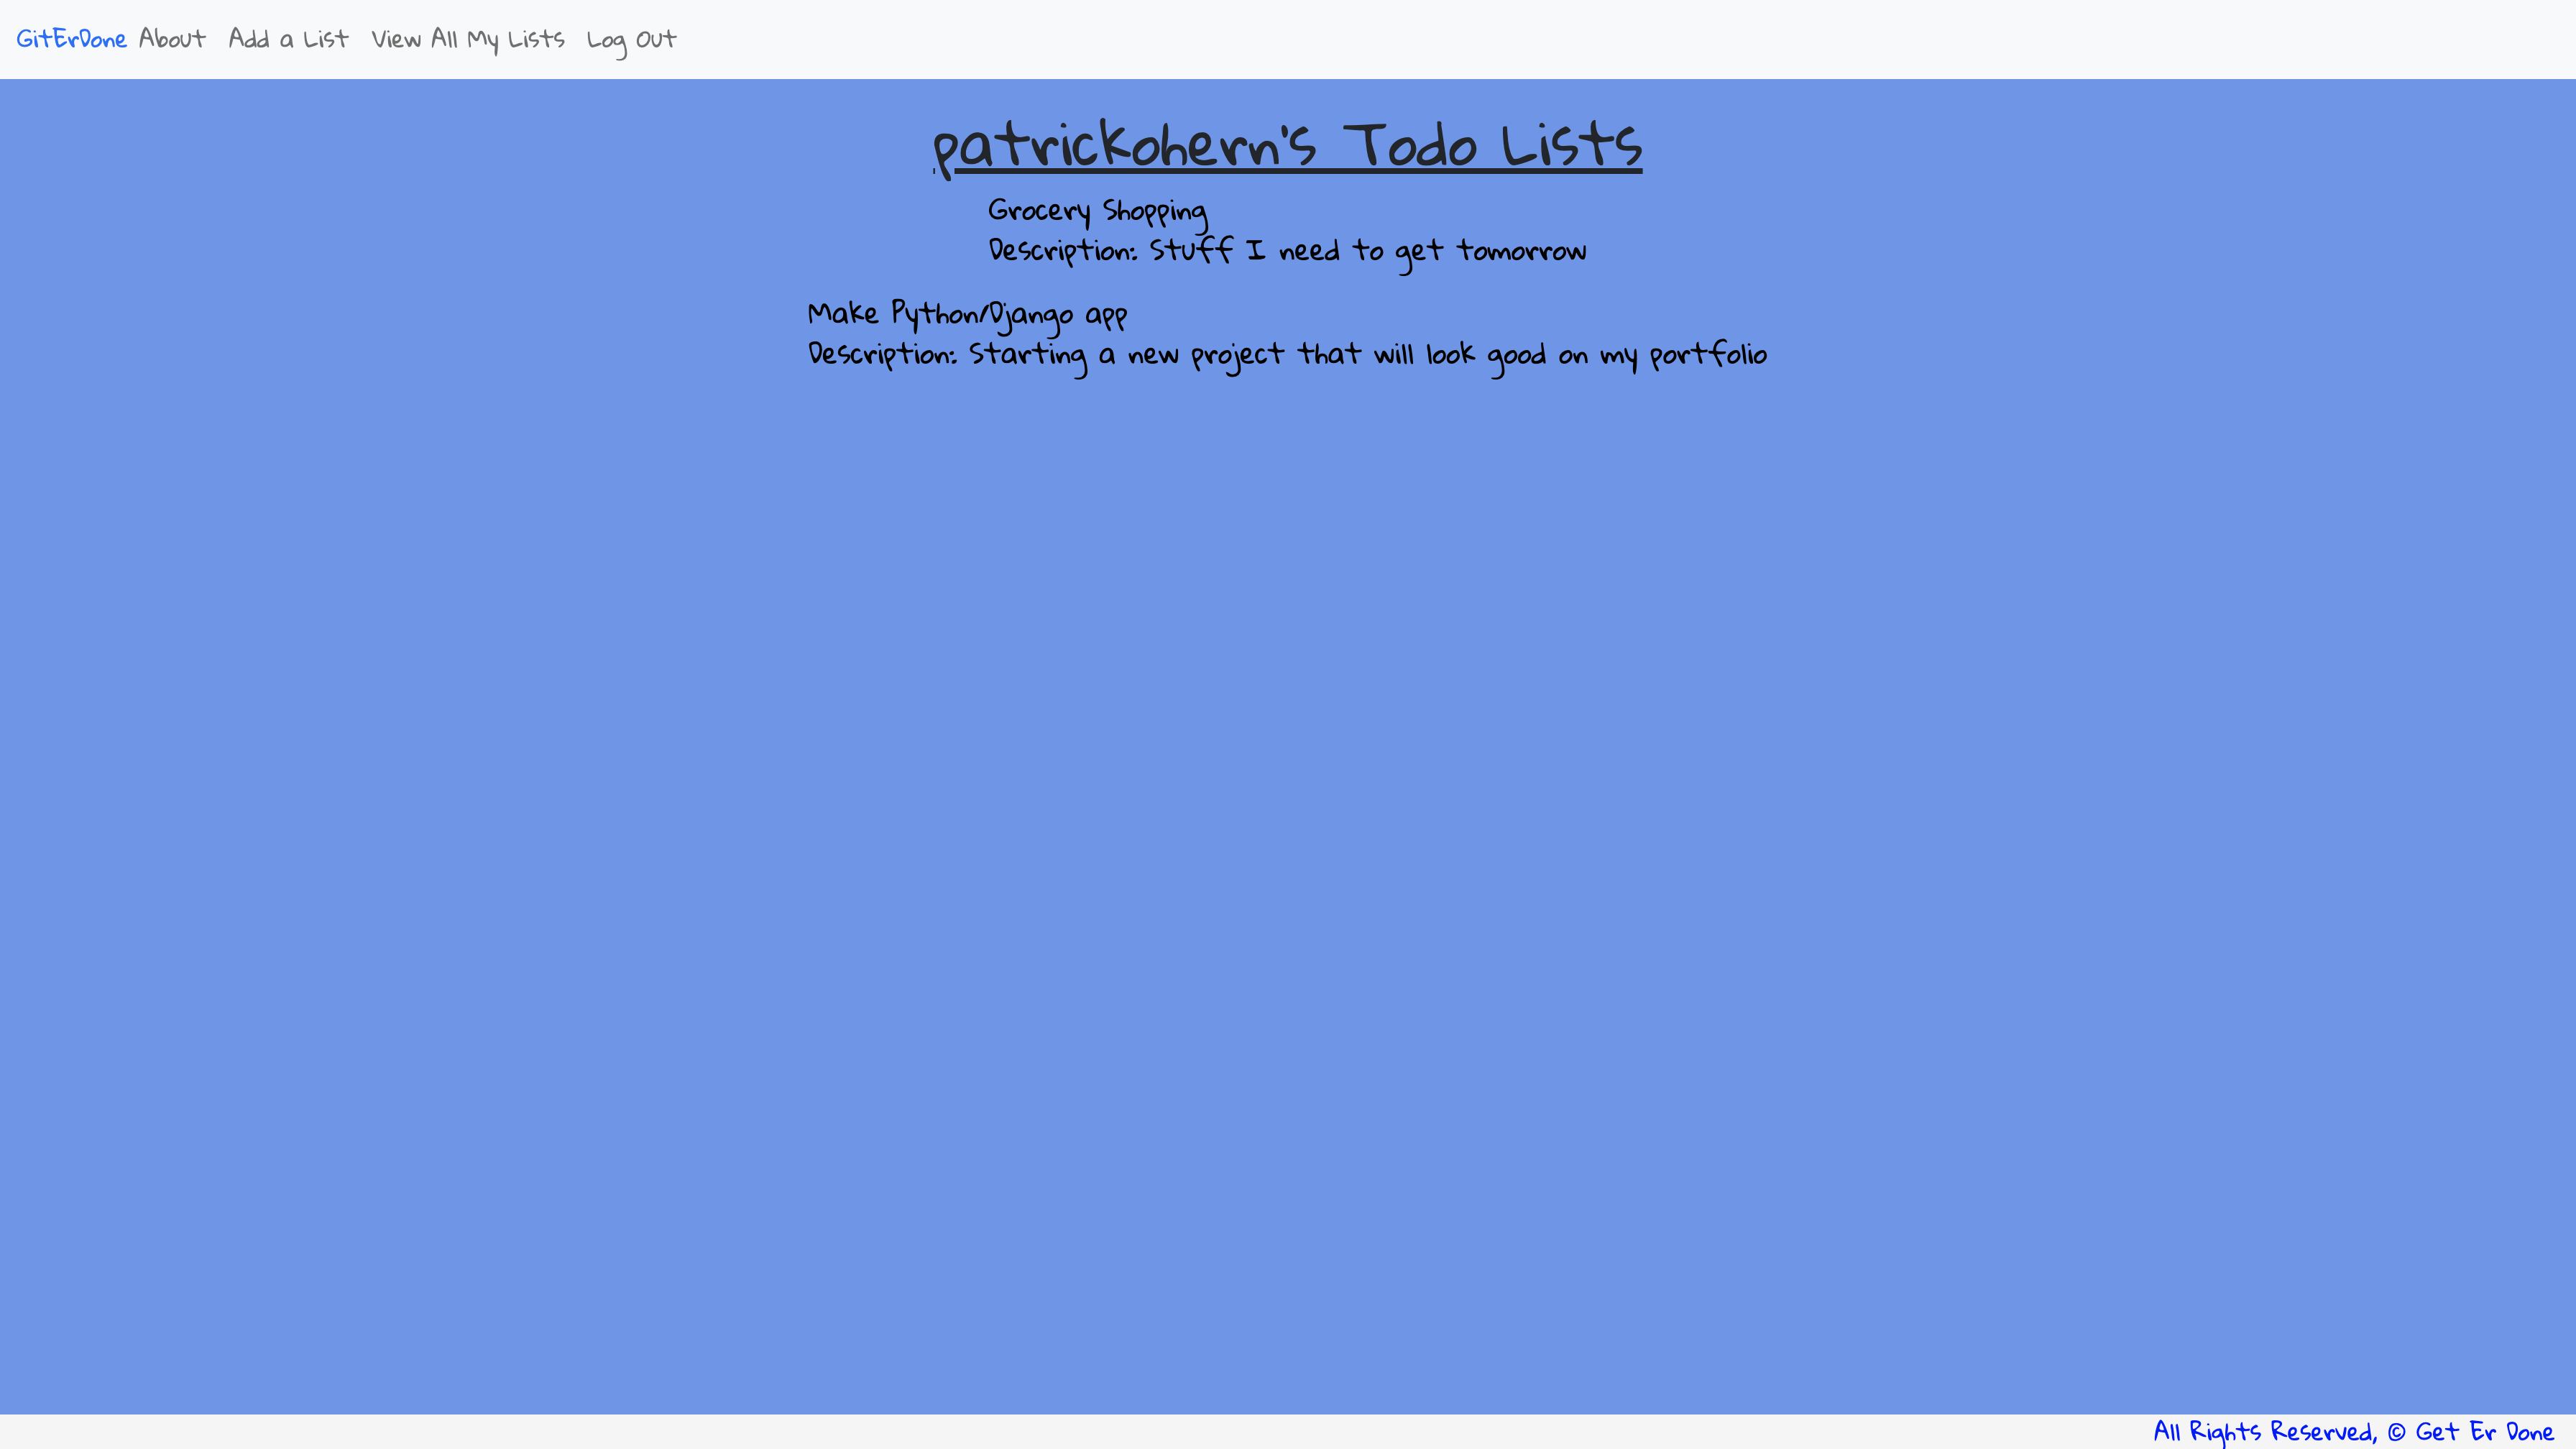 GitErDone About Add a List View All My Lists Log Out
patrickohern's Todo Lists
Grocery Shopping
Description: Stuff I need to get tomorrow
Make Python/Django app
Description: Starting a new project that will look good on my portfolio
All Rights Reserved, © Get Er Done